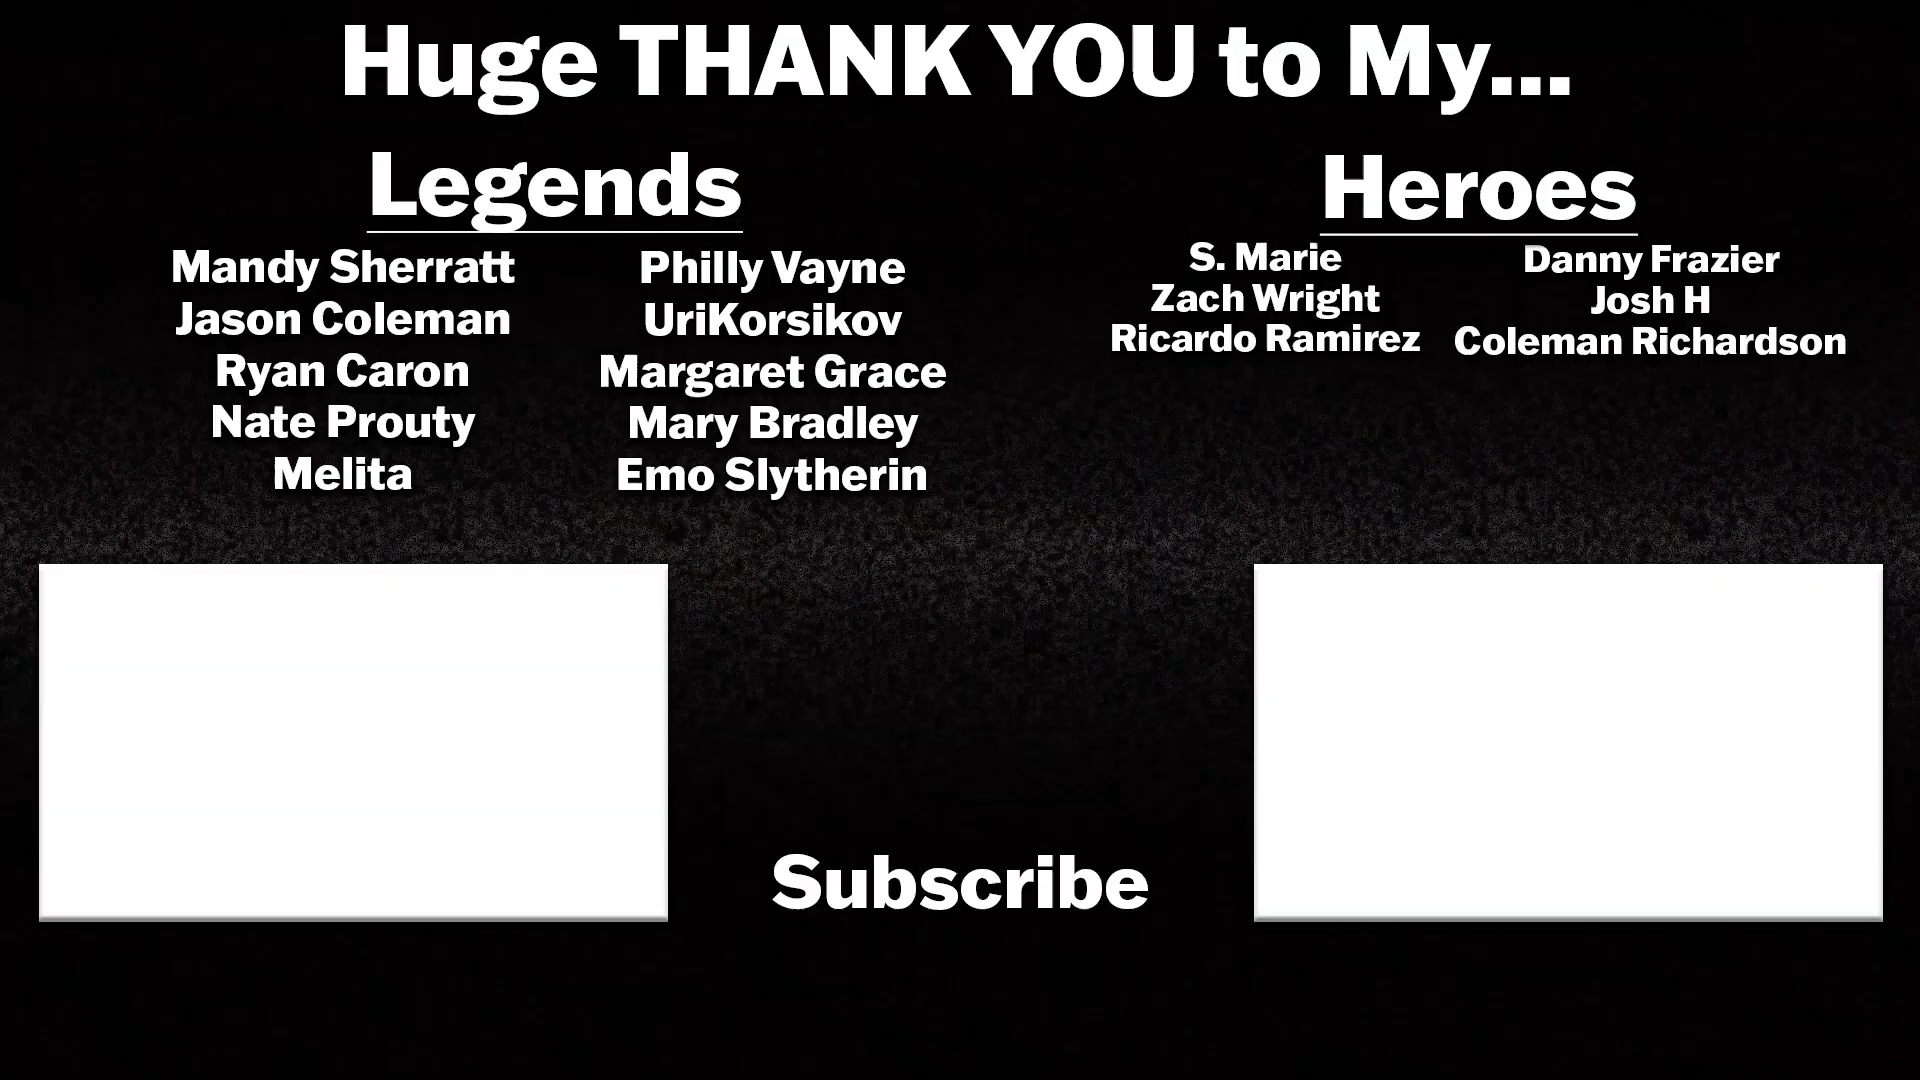 Huge THANK YOU to My...
Legends
Mandy Sherratt
Jason Coleman
Ryan Caron
Nate Prouty
Melita
Philly Vayne
UriKorsikov
Margaret Grace
Mary Bradley
Emo Slytherin
Heroes
S. Marie
Zach Wright
Ricardo Ramirez
Danny Frazier
Josh H
Coleman Richardson
Subscribe